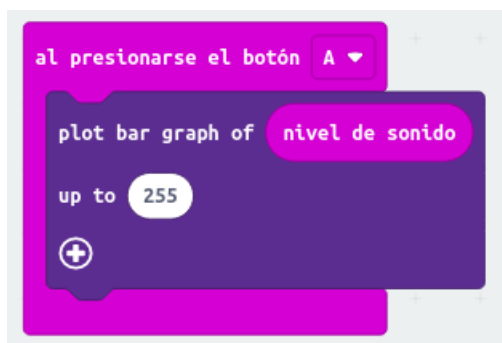 al presionarse el botón A
plot bar graph of nivel de sonido
up to 255